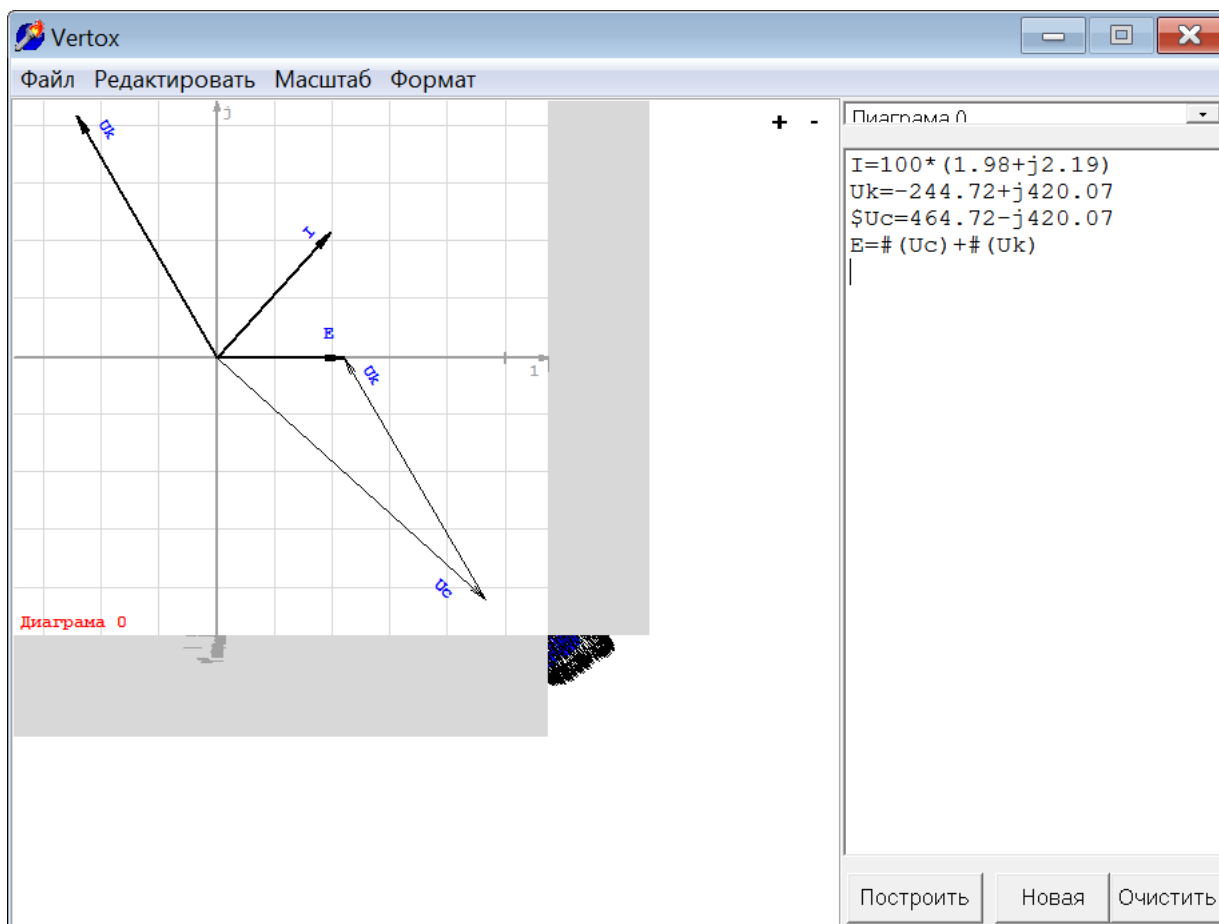 Vertox
Файл Редактировать Масштаб Формат
+ -
Диаграма 0
I=100*(1.98+j2.19)
Uk=-244.72+j420.07
$Uc=464.72-j420.07
E=#(Uc)+#(Uk)
Uk
j
I
E
Uk
1
Uc
Диаграма 0
Построить Новая Очистить